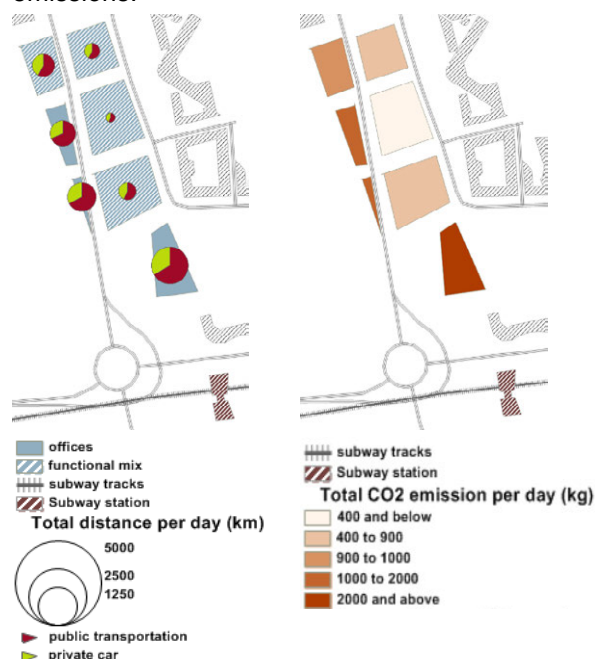 emissions.
offices
functional mix
subway tracks
Subway station
Total distance per day (km)
5000
2500
1250
public transportation
private car
subway tracks
Subway station
Total CO2 emission per day (kg)
400 and below
400 to 900
900 to 1000
1000 to 2000
2000 and above